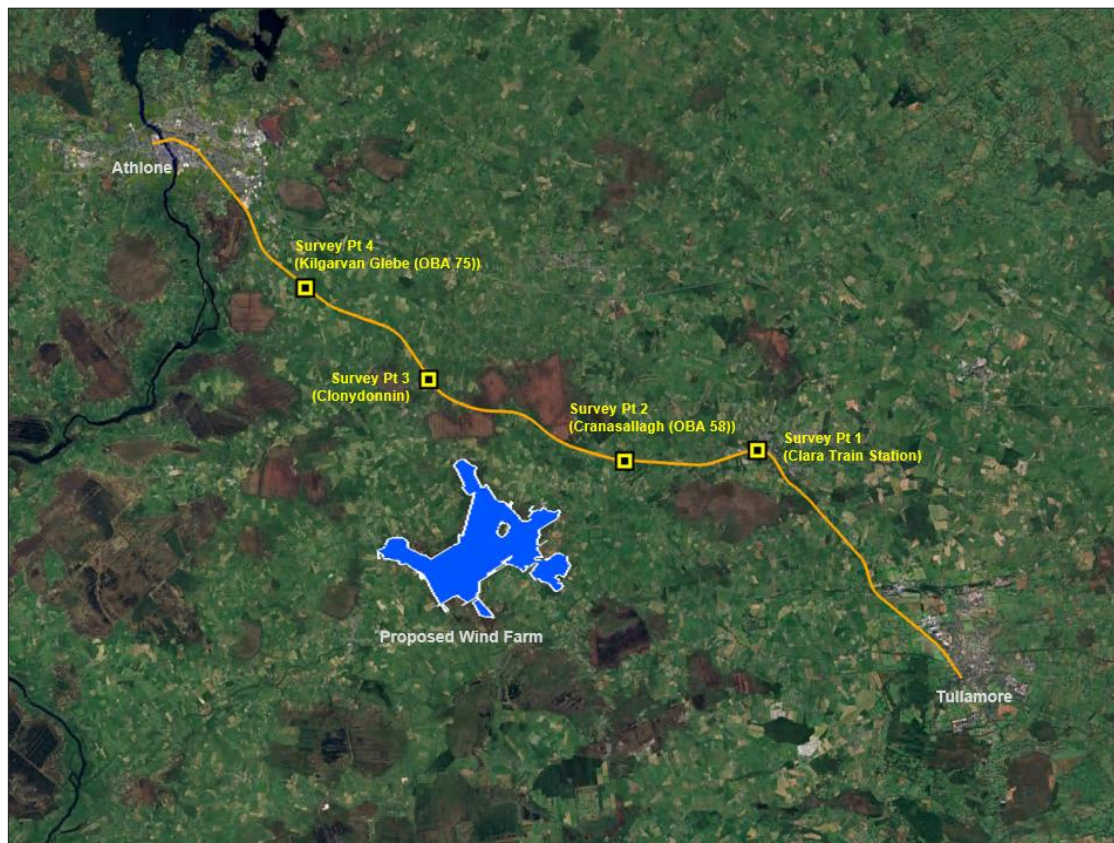 Athlone
Survey Pt 4
(Kilgarvan Glebe (OBA 75))
Survey Pt 3
(Clonydonnin)
Survey Pt 2
(Cranasallagh (OBA 58))
Survey Pt 1
(Clara Train Station)
Proposed Wind Farm
Tullamore